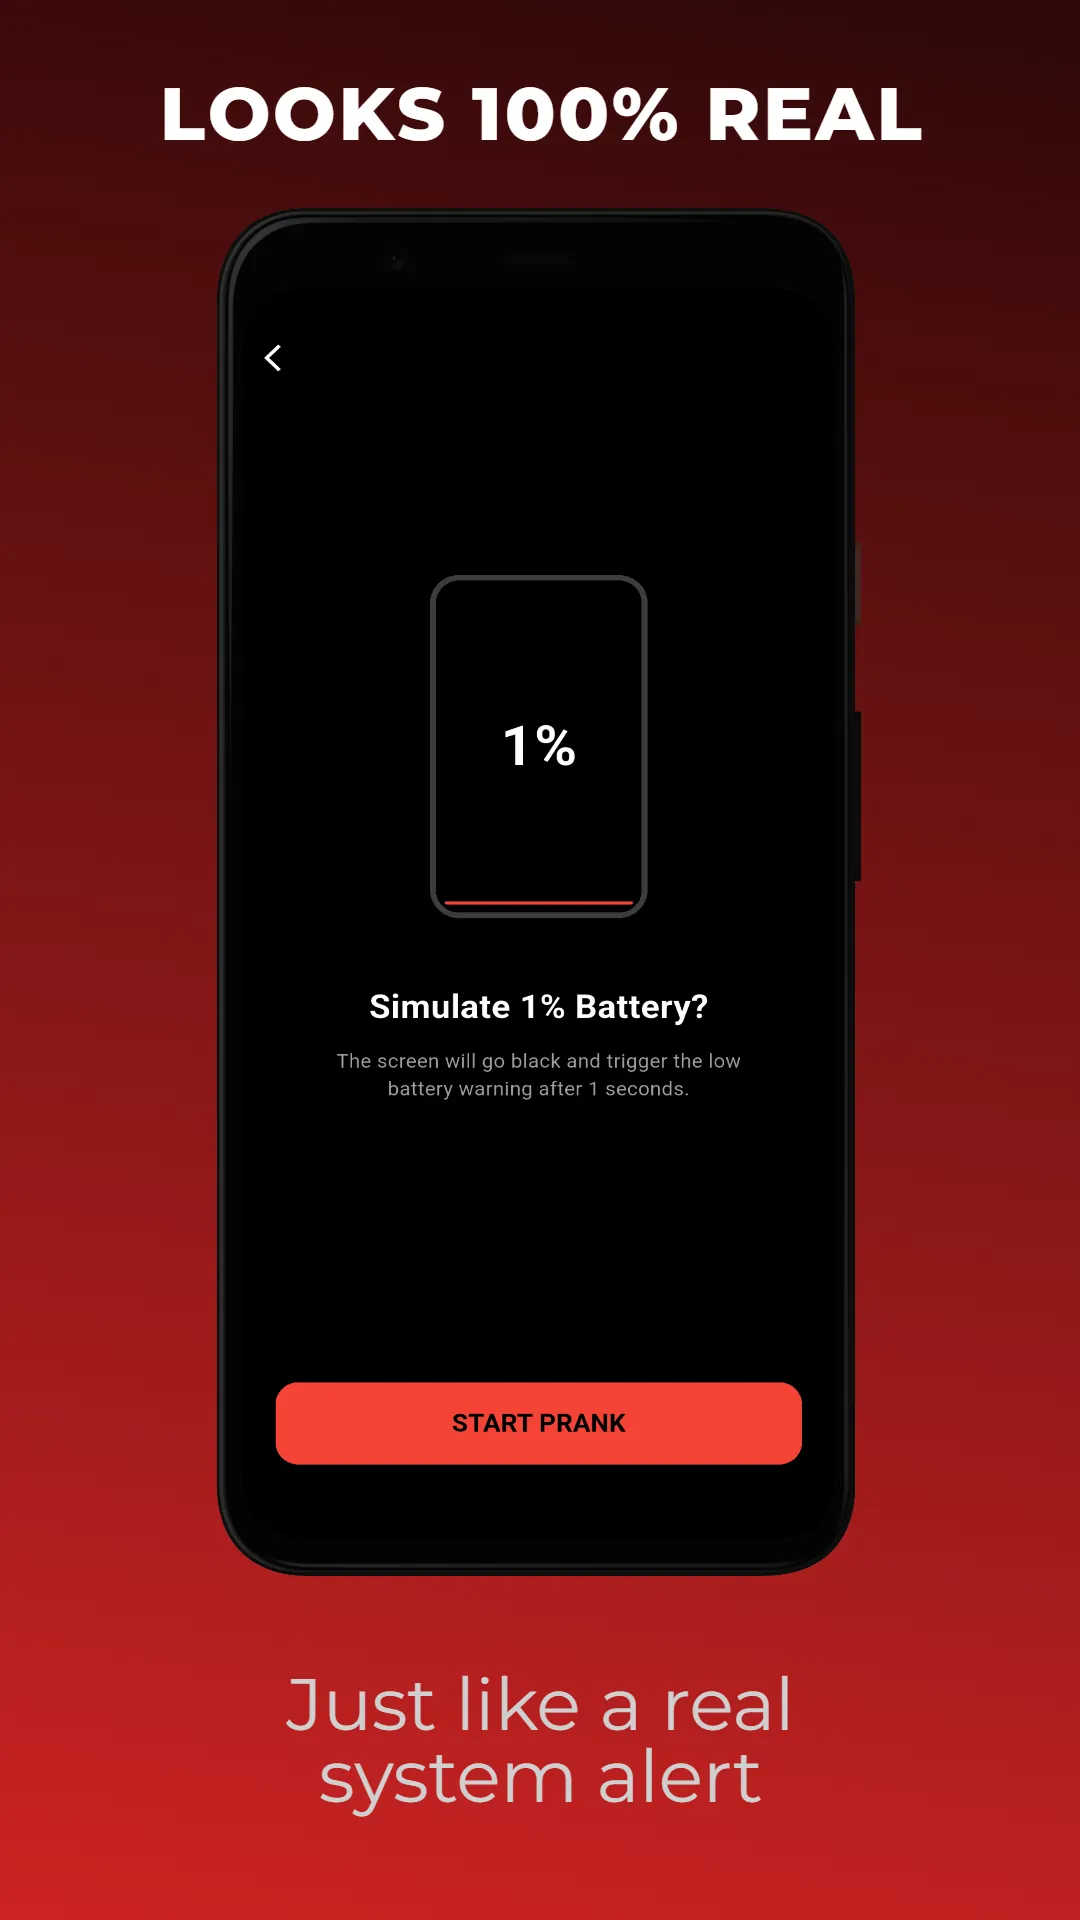 LOOKS 100% REAL
1%
Simulate 1% Battery?
The screen will go black and trigger the low
battery warning after 1 seconds.
START PRANK
Just like a real
system alert